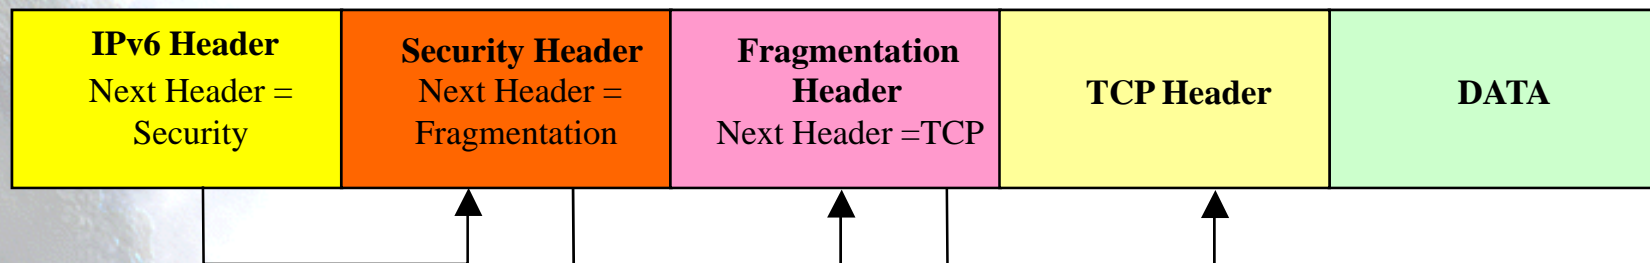 IPv6 Header
Next Header =
Security
Security Header
Next Header =
Fragmentation
Fragmentation
Header
Next Header =TCP
TCP Header
DATA